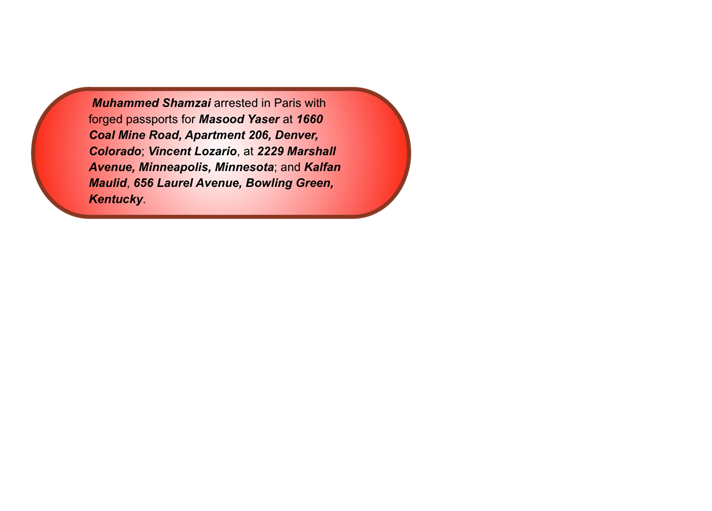 Muhammed Shamzai arrested in Paris with
forged passports for Masood Yaser at 1660
Coal Mine Road, Apartment 206, Denver,
Colorado; Vincent Lozario, at 2229 Marshall
Avenue, Minneapolis, Minnesota; and Kalfan
Maulid, 656 Laurel Avenue, Bowling Green,
Kentucky.